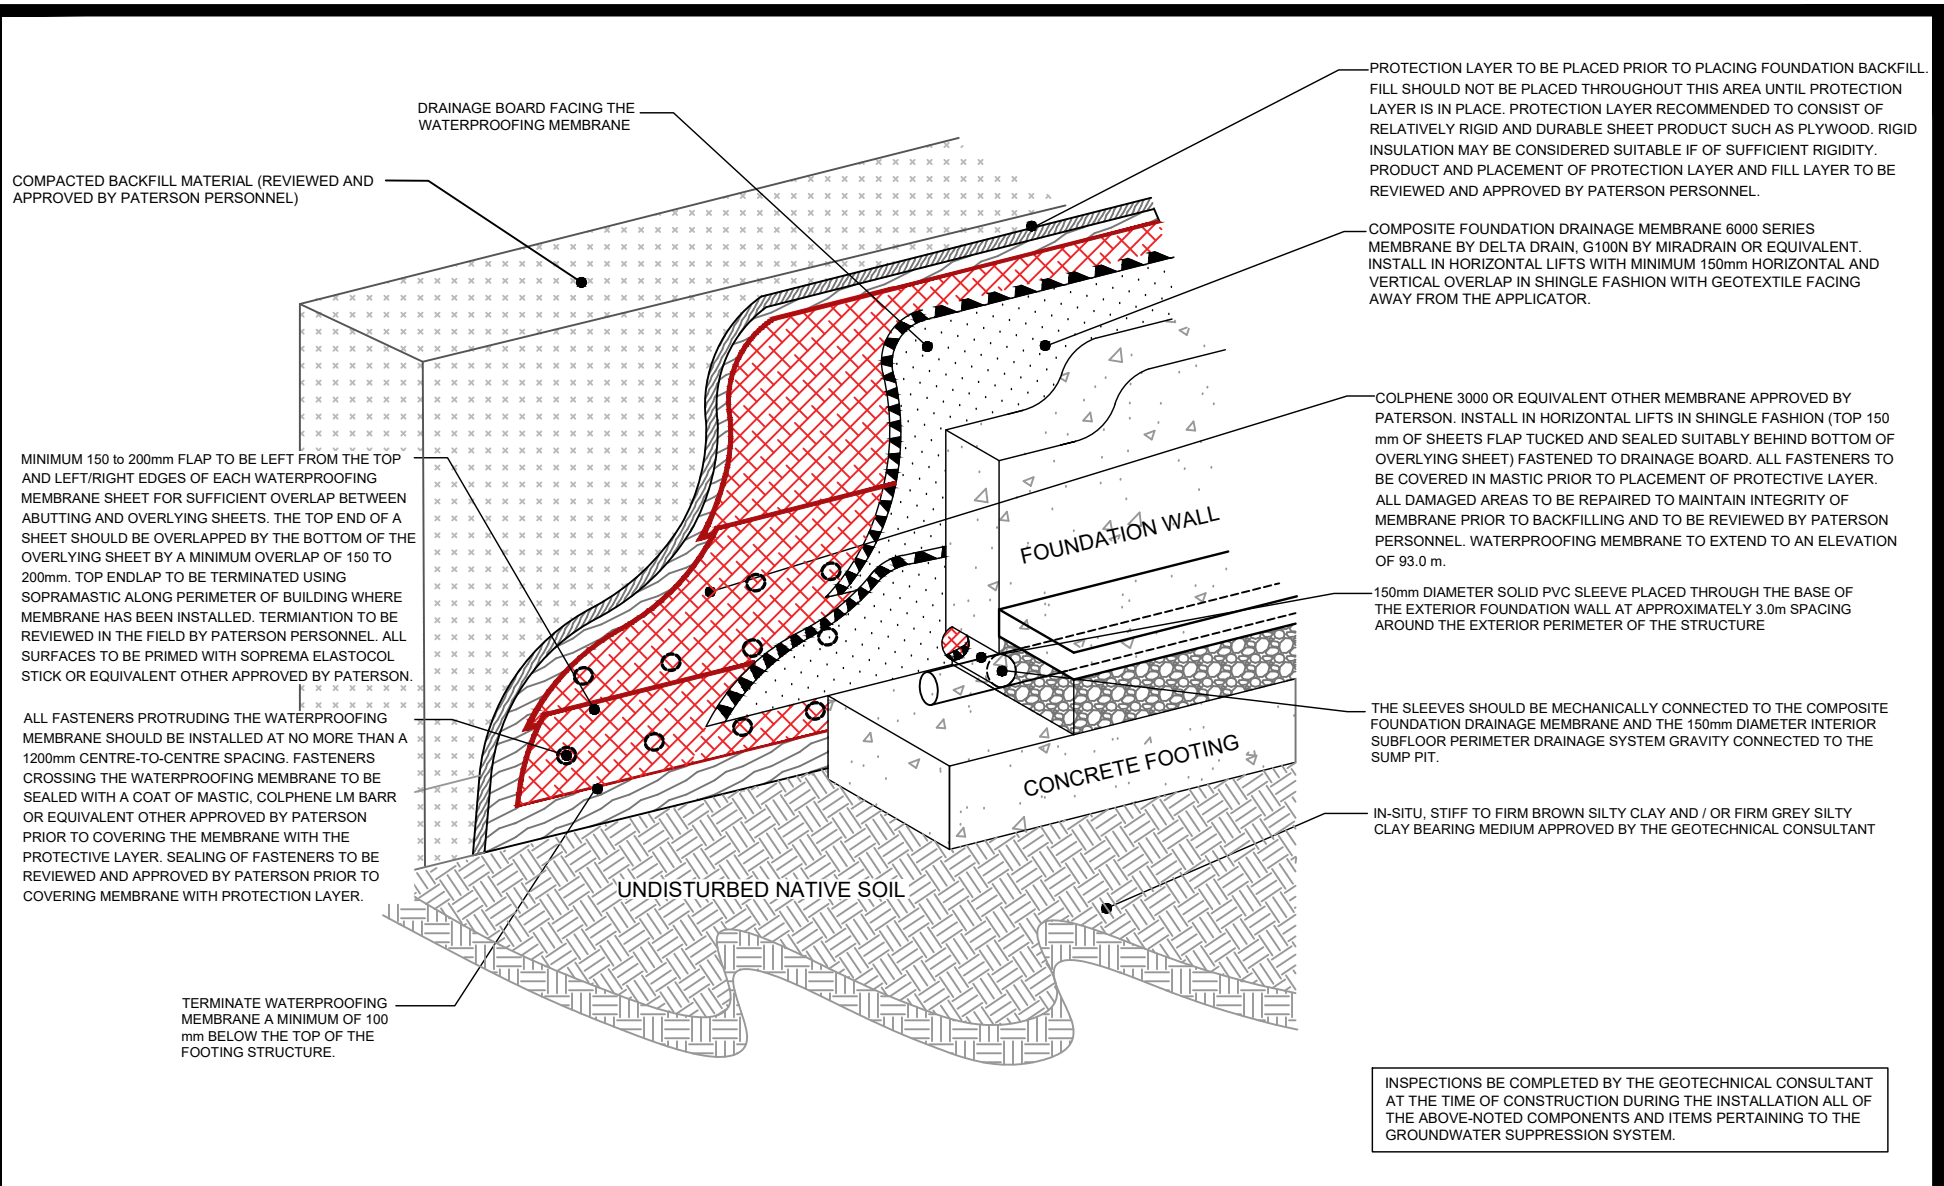 DRAINAGE BOARD FACING THE
WATERPROOFING MEMBRANE
COMPACTED BACKFILL MATERIAL (REVIEWED AND
APPROVED BY PATERSON PERSONNEL)
MINIMUM 150 to 200mm FLAP TO BE LEFT FROM THE TOP
AND LEFT/RIGHT EDGES OF EACH WATERPROOFING
MEMBRANE SHEET FOR SUFFICIENT OVERLAP BETWEEN
ABUTTING AND OVERLYING SHEETS. THE TOP END OF A
SHEET SHOULD BE OVERLAPPED BY THE BOTTOM OF THE
OVERLYING SHEET BY A MINIMUM OVERLAP OF 150 TO
200mm. TOP ENDLAP TO BE TERMINATED USING
SOPRAMASTIC ALONG PERIMETER OF BUILDING WHERE
MEMBRANE HAS BEEN INSTALLED. TERMIANTION TO BE
REVIEWED IN THE FIELD BY PATERSON PERSONNEL. ALL
SURFACES TO BE PRIMED WITH SOPREMA ELASTOCOL
STICK OR EQUIVALENT OTHER APPROVED BY PATERSON.
ALL FASTENERS PROTRUDING THE WATERPROOFING
MEMBRANE SHOULD BE INSTALLED AT NO MORE THAN A
1200mm CENTRE-TO-CENTRE SPACING. FASTENERS
CROSSING THE WATERPROOFING MEMBRANE TO BE
SEALED WITH A COAT OF MASTIC, COLPHENE LM BARR
OR EQUIVALENT OTHER APPROVED BY PATERSON
PRIOR TO COVERING THE MEMBRANE WITH THE
PROTECTIVE LAYER. SEALING OF FASTENERS TO BE
REVIEWED AND APPROVED BY PATERSON PRIOR TO
COVERING MEMBRANE WITH PROTECTION LAYER.
TERMINATE WATERPROOFING
MEMBRANE A MINIMUM OF 100
mm BELOW THE TOP OF THE
FOOTING STRUCTURE.
FOUNDATION WALL
CONCRETE FOOTING
UNDISTURBED NATIVE SOIL
PROTECTION LAYER TO BE PLACED PRIOR TO PLACING FOUNDATION BACKFILL.
FILL SHOULD NOT BE PLACED THROUGHOUT THIS AREA UNTIL PROTECTION
LAYER IS IN PLACE. PROTECTION LAYER RECOMMENDED TO CONSIST OF
RELATIVELY RIGID AND DURABLE SHEET PRODUCT SUCH AS PLYWOOD. RIGID
INSULATION MAY BE CONSIDERED SUITABLE IF OF SUFFICIENT RIGIDITY.
PRODUCT AND PLACEMENT OF PROTECTION LAYER AND FILL LAYER TO BE
REVIEWED AND APPROVED BY PATERSON PERSONNEL.
COMPOSITE FOUNDATION DRAINAGE MEMBRANE 6000 SERIES
MEMBRANE BY DELTA DRAIN, G100N BY MIRADRAIN OR EQUIVALENT.
INSTALL IN HORIZONTAL LIFTS WITH MINIMUM 150mm HORIZONTAL AND
VERTICAL OVERLAP IN SHINGLE FASHION WITH GEOTEXTILE FACING
AWAY FROM THE APPLICATOR.
COLPHENE 3000 OR EQUIVALENT OTHER MEMBRANE APPROVED BY
PATERSON. INSTALL IN HORIZONTAL LIFTS IN SHINGLE FASHION (TOP 150
mm OF SHEETS FLAP TUCKED AND SEALED SUITABLY BEHIND BOTTOM OF
OVERLYING SHEET) FASTENED TO DRAINAGE BOARD. ALL FASTENERS TO
BE COVERED IN MASTIC PRIOR TO PLACEMENT OF PROTECTIVE LAYER.
ALL DAMAGED AREAS TO BE REPAIRED TO MAINTAIN INTEGRITY OF
MEMBRANE PRIOR TO BACKFILLING AND TO BE REVIEWED BY PATERSON
PERSONNEL. WATERPROOFING MEMBRANE TO EXTEND TO AN ELEVATION
OF 93.0 m.
150mm DIAMETER SOLID PVC SLEEVE PLACED THROUGH THE BASE OF
THE EXTERIOR FOUNDATION WALL AT APPROXIMATELY 3.0m SPACING
AROUND THE EXTERIOR PERIMETER OF THE STRUCTURE
THE SLEEVES SHOULD BE MECHANICALLY CONNECTED TO THE COMPOSITE
FOUNDATION DRAINAGE MEMBRANE AND THE 150mm DIAMETER INTERIOR
SUBFLOOR PERIMETER DRAINAGE SYSTEM GRAVITY CONNECTED TO THE
SUMP PIT.
IN-SITU, STIFF TO FIRM BROWN SILTY CLAY AND / OR FIRM GREY SILTY
CLAY BEARING MEDIUM APPROVED BY THE GEOTECHNICAL CONSULTANT
INSPECTIONS BE COMPLETED BY THE GEOTECHNICAL CONSULTANT
AT THE TIME OF CONSTRUCTION DURING THE INSTALLATION ALL OF
THE ABOVE-NOTED COMPONENTS AND ITEMS PERTAINING TO THE
GROUNDWATER SUPPRESSION SYSTEM.